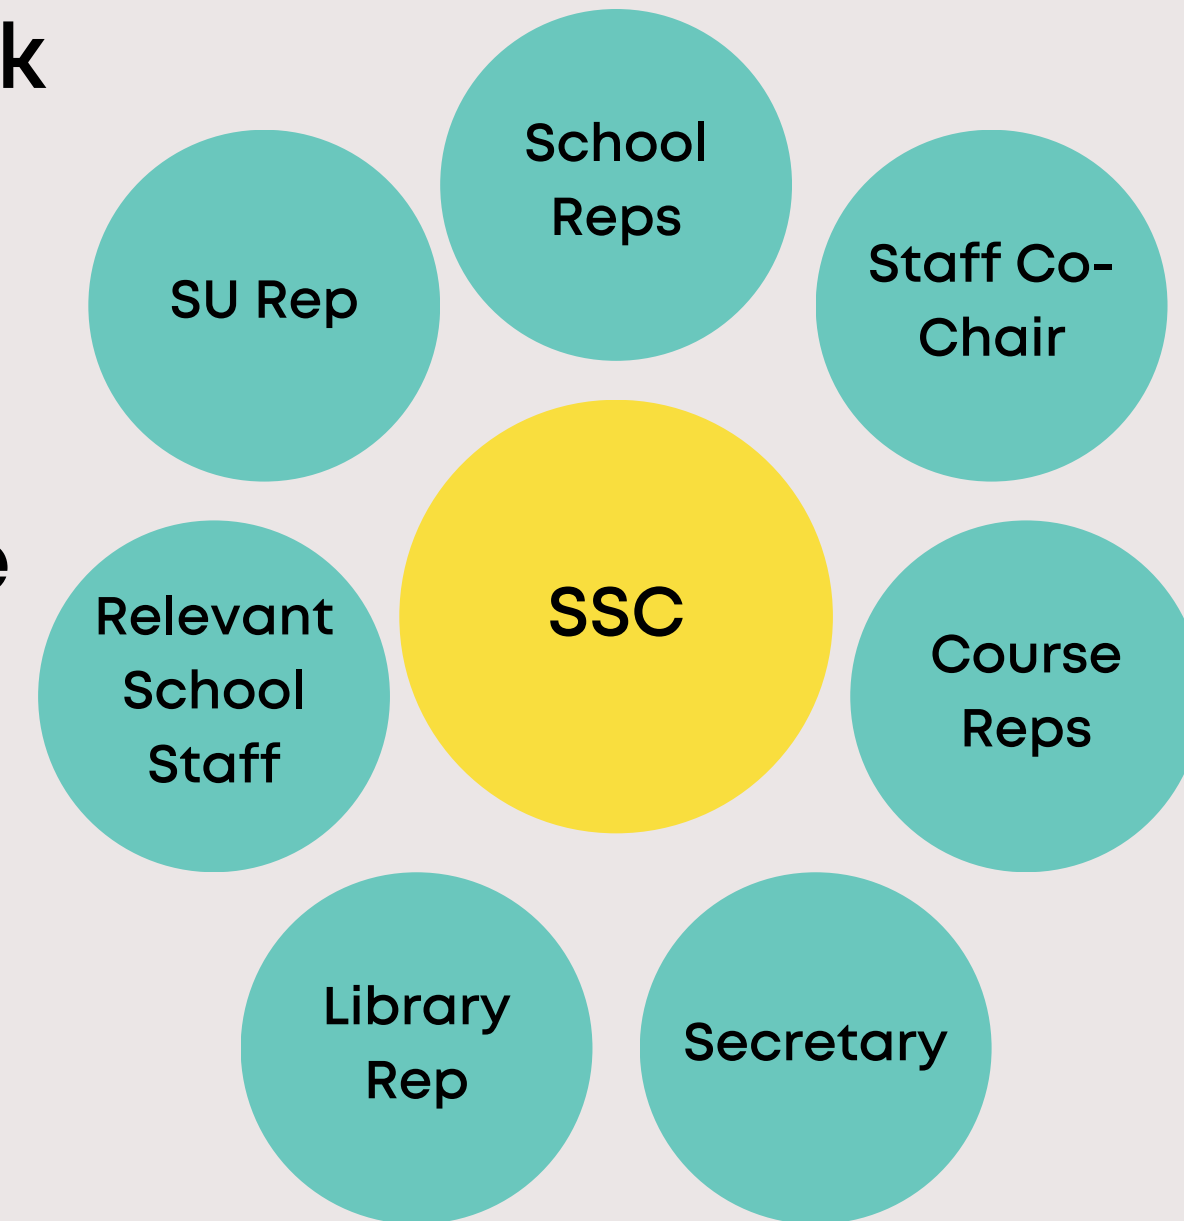 k
School
Reps
Staff Co-
Chair
SU Rep
SSC
e
Relevant
School
Staff
Course
Reps
Library
Rep
Secretary